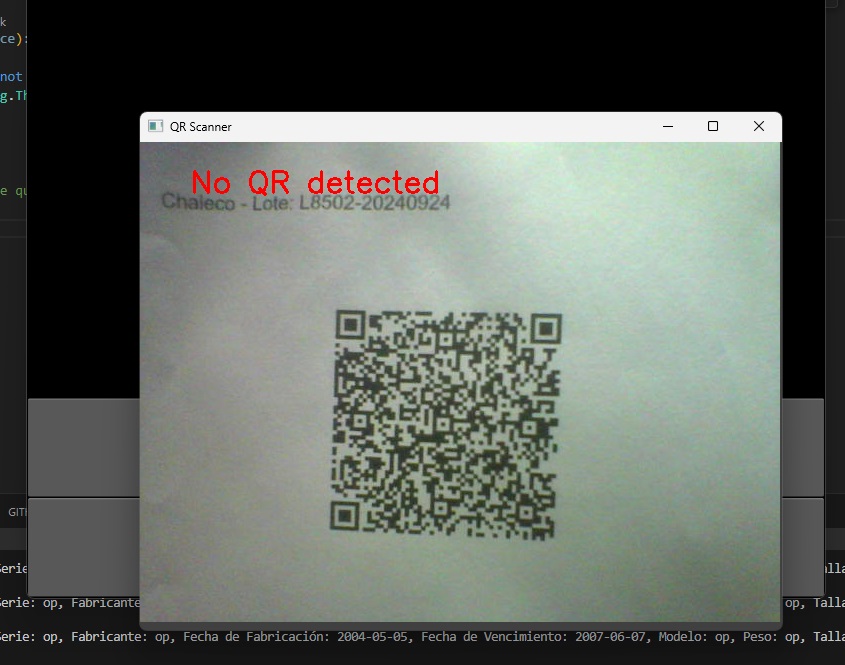 k
ce):
not
g.Th
e qu
QR Scanner
No QR detected
Chaleco - Lote: L8502-20240924
GITH
Serie
alla
Serie: op, Fabricante
op, Talla
Serie: op, Fabricante: op, Fecha de Fabricación: 2004-05-05, Fecha de Vencimiento: 2007-06-07, Modelo: op, Peso: op, Talla